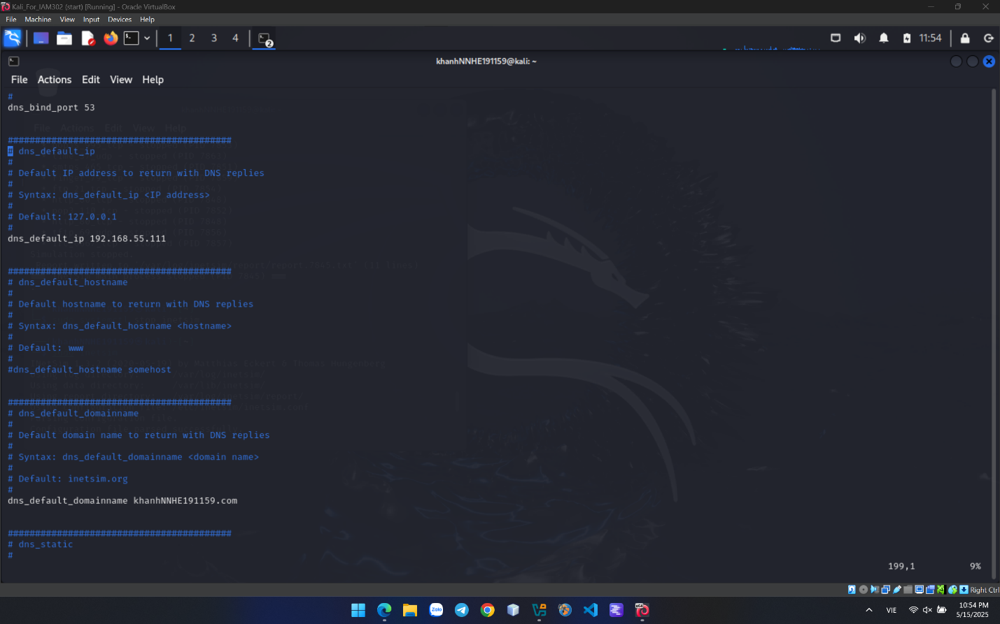 Kali_For_IAM302 (start) [Running] - Oracle VirtualBox
File Machine View Input Devices Help
1 2 3 4 2 11:54
khanhNNHE191159@kali: ~
File Actions Edit View Help
#
dns_bind_port 53
#########################################
# dns_default_ip
#
# Default IP address to return with DNS replies
#
# Syntax: dns_default_ip <IP address>
#
# Default: 127.0.0.1
#
dns_default_ip 192.168.55.111
#########################################
# dns_default_hostname
#
# Default hostname to return with DNS replies
#
# Syntax: dns_default_hostname <hostname>
#
# Default: www
#
#dns_default_hostname somehost
#########################################
# dns_default_domainname
#
# Default domain name to return with DNS replies
#
# Syntax: dns_default_domainname <domain name>
#
# Default: inetsim.org
#
dns_default_domainname khanhNNHE191159.com
#########################################
# dns_static
#
199,1 9%
Right Ctrl
Zalo
VIE
10:54 PM
5/15/2025